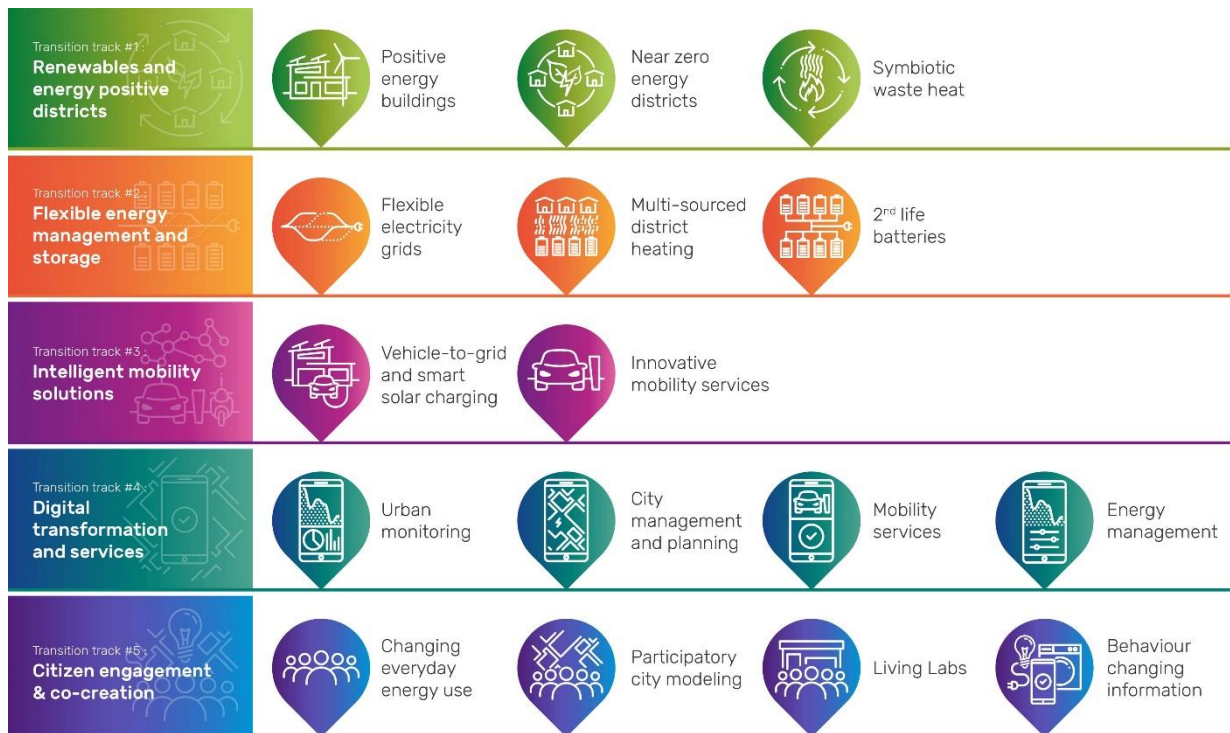 Transition track #1 :
Renewables and
energy positive
districts
Positive
energy
buildings
Near zero
energy
districts
Symbiotic
waste heat
Transition track #2 :
Flexible energy
management and
storage
Flexible
electricity
grids
Multi-sourced
district
heating
2nd life
batteries
Transition track #3 :
Intelligent mobility
solutions
Vehicle-to-grid
and smart
solar charging
Innovative
mobility services
Transition track #4 :
Digital
transformation
and services
Urban
monitoring
City
management
and planning
Mobility
services
Energy
management
Transition track #5 :
Citizen engagement
& co-creation
Changing
everyday
energy use
Participatory
city modeling
Living Labs
Behaviour
changing
information